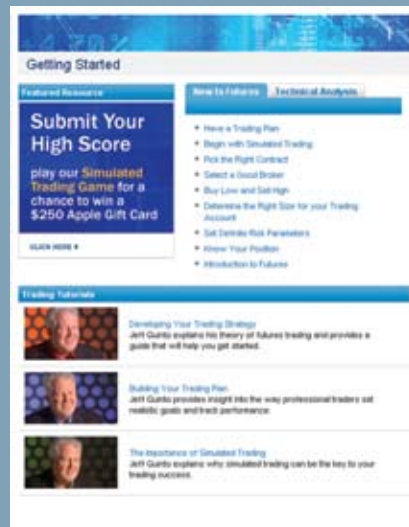 Getting Started
Featured Resource
Submit Your
High Score
play our Simulated
Trading Game for a
chance to win a
$250 Apple Gift Card
CLICK HERE
New to Futures
Technical Analysis
Have a Trading Plan
Begin with Simulated Trading
Pick the Right Contract
Select a Good Broker
Buy Low and Sell High
Determine the Right Size for your Trading
Account
Set Definite Risk Parameters
Know Your Position
Introduction to Futures
Trading Tutorials
Developing Your Trading Strategy
Jeff Quinto explains his theory of futures trading and provides a
guide that will help you get started.
Building Your Trading Plan
Jeff Quinto provides insight into the way professional traders set
realistic goals and track performance.
The Importance of Simulated Trading
Jeff Quinto explains why simulated trading can be the key to your
trading success.